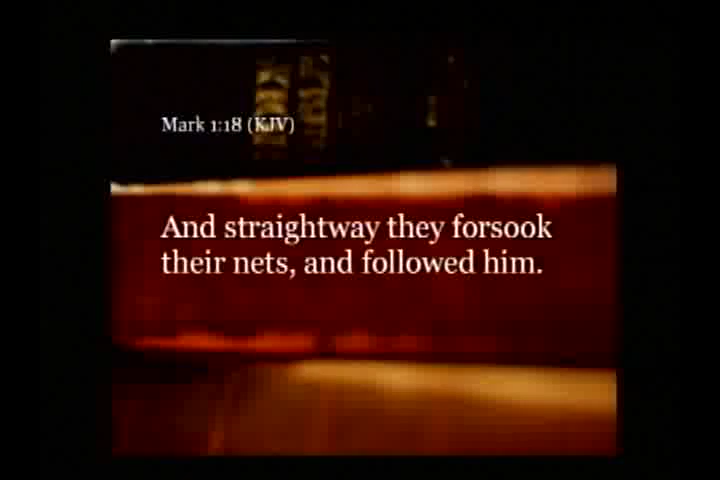 Mark 1:18 (KJV)
And straightway they forsook
their nets, and followed him.